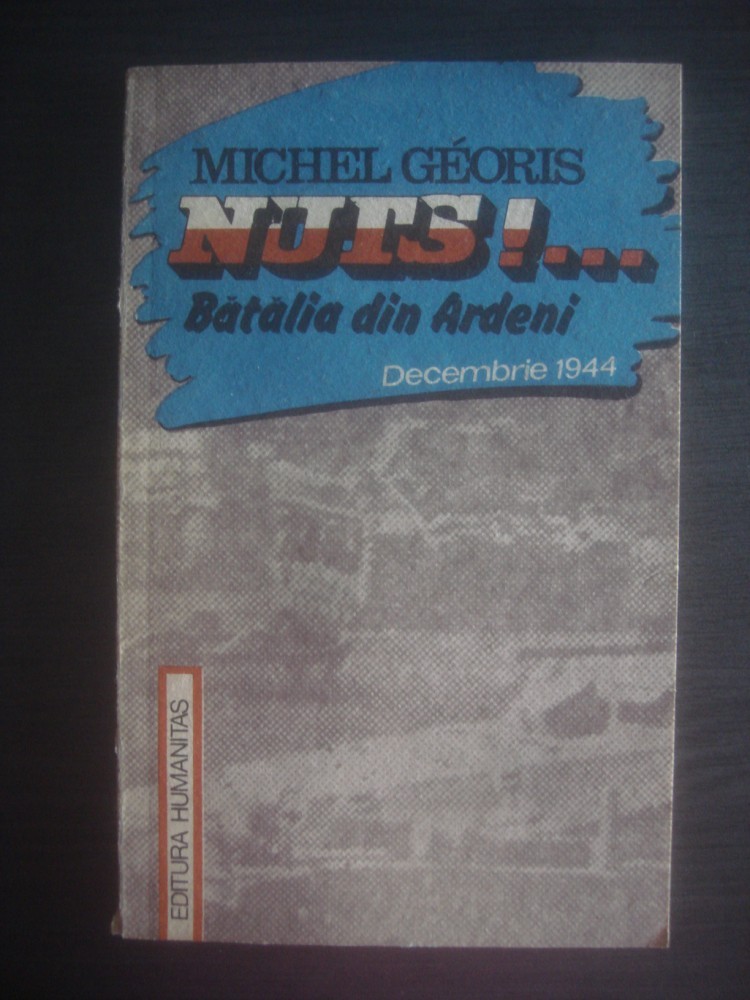 MICHEL GÉORIS
NUTS!...
Bătălia din Ardeni
Decembrie 1944
EDITURA HUMANITAS